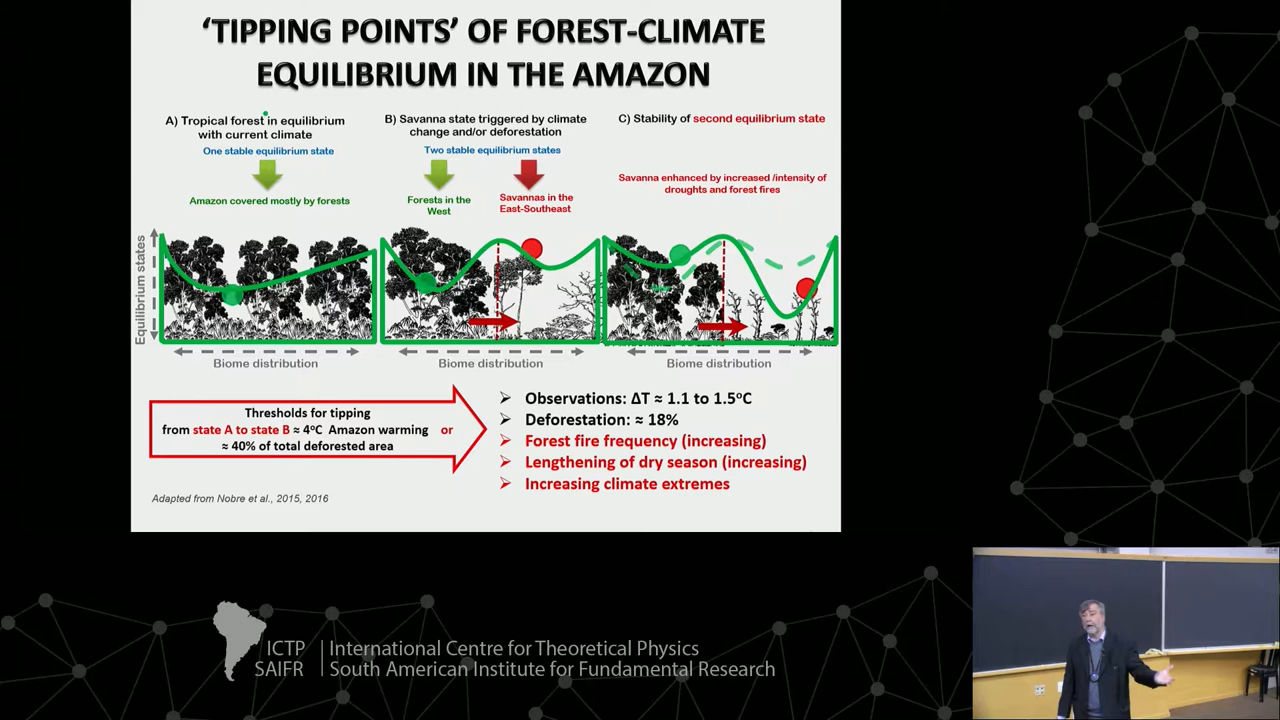 ‘TIPPING POINTS’ OF FOREST-CLIMATE
EQUILIBRIUM IN THE AMAZON
A) Tropical forest in equilibrium
with current climate
One stable equilibrium state
Amazon covered mostly by forests
B) Savanna state triggered by climate
change and/or deforestation
Two stable equilibrium states
Forests in the
West
Savannas in the
East-Southeast
C) Stability of second equilibrium state
Savanna enhanced by increased /intensity of
droughts and forest fires
Equilibrium states
Biome distribution
Biome distribution
Biome distribution
Thresholds for tipping
from state A to state B ≈ 4ºC Amazon warming or
≈ 40% of total deforested area
➢ Observations: ΔT ≈ 1.1 to 1.5ºC
➢ Deforestation: ≈ 18%
➢ Forest fire frequency (increasing)
➢ Lengthening of dry season (increasing)
➢ Increasing climate extremes
Adapted from Nobre et al., 2015, 2016
ICTP | International Centre for Theoretical Physics
SAIFR | South American Institute for Fundamental Research